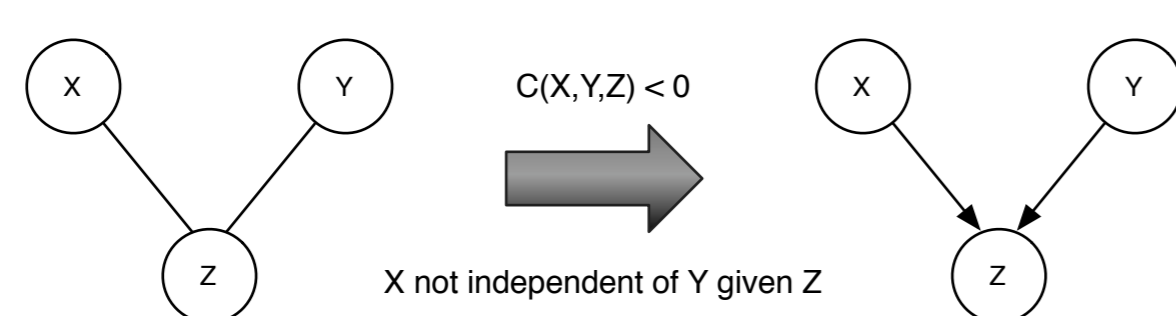 X
Y
C(X,Y,Z) < 0
X
Y
Z
X not independent of Y given Z
Z